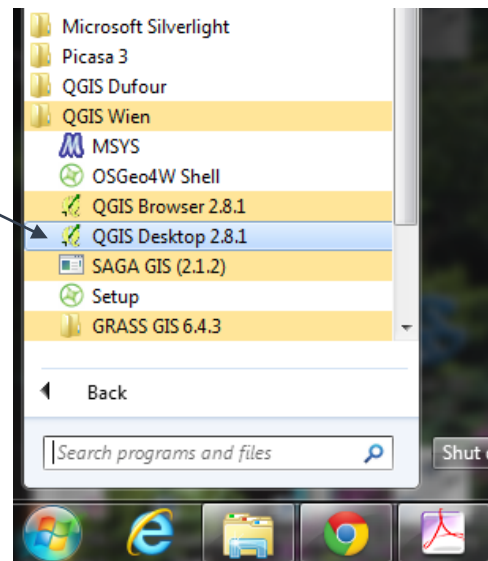 Microsoft Silverlight
Picasa 3
QGIS Dufour
QGIS Wien
MSYS
OSGeo4W Shell
QGIS Browser 2.8.1
QGIS Desktop 2.8.1
SAGA GIS (2.1.2)
Setup
GRASS GIS 6.4.3
Back
Search programs and files
Shut